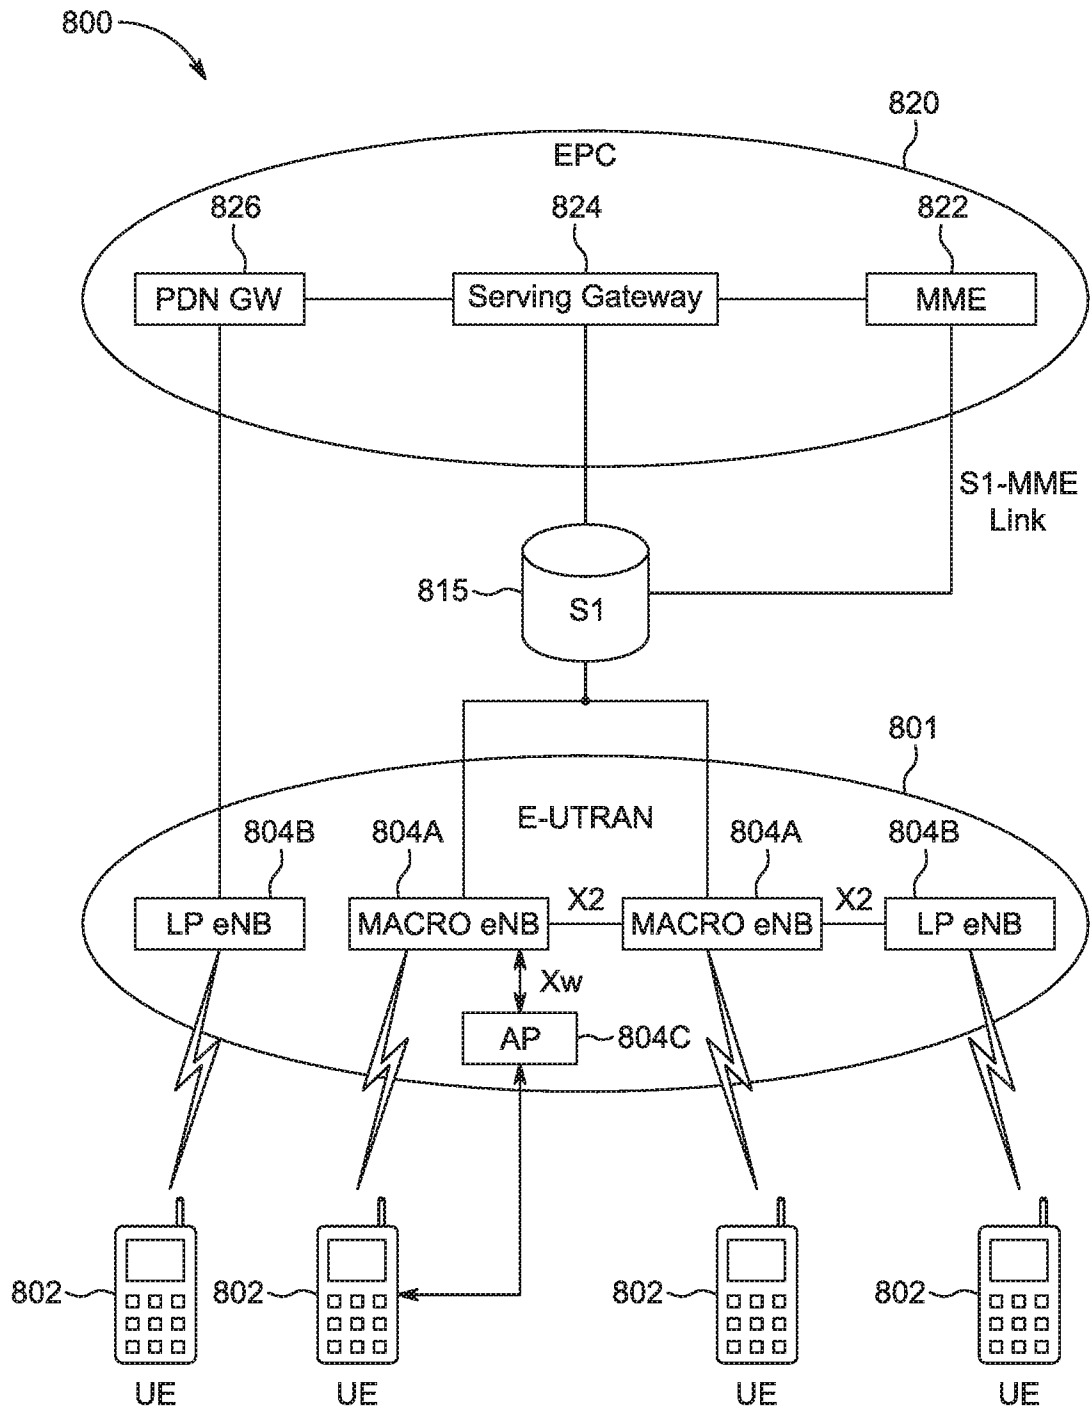 800
820
EPC
826
824
822
PDN GW
Serving Gateway
MME
S1-MME
Link
815
S1
801
E-UTRAN
804B
804A
804A
804B
LP eNB
MACRO eNB
X2
MACRO eNB
X2
LP eNB
Xw
AP
804C
802
802
802
802
UE
UE
UE
UE